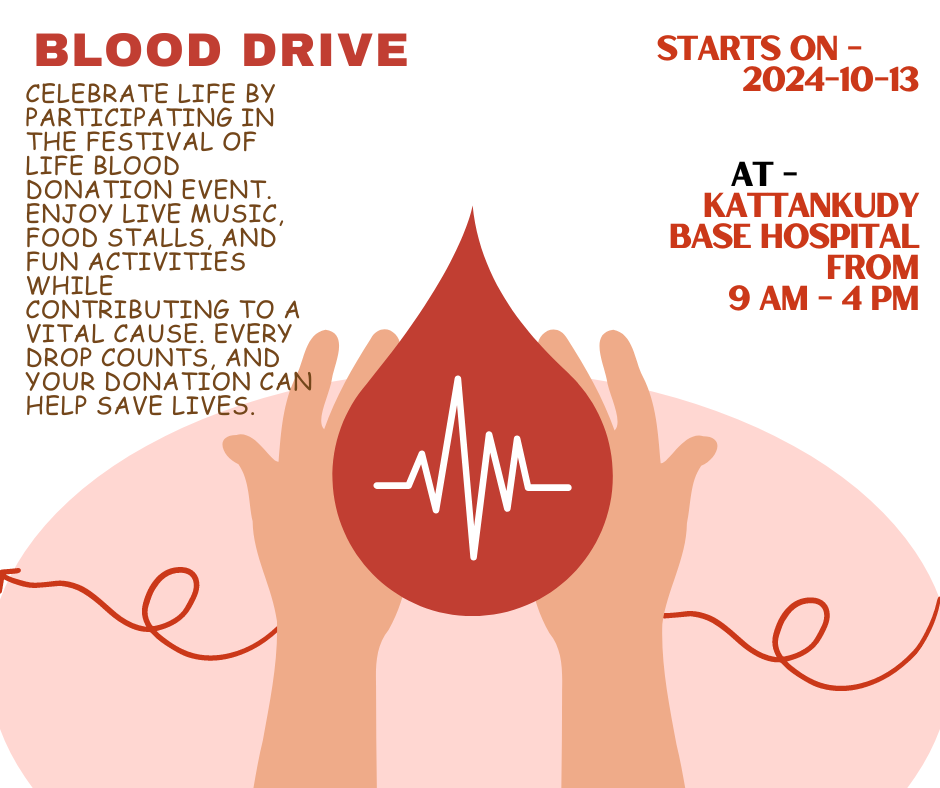 BLOOD DRIVE
CELEBRATE LIFE BY
PARTICIPATING IN
THE FESTIVAL OF
LIFE BLOOD
DONATION EVENT.
ENJOY LIVE MUSIC,
FOOD STALLS, AND
FUN ACTIVITIES
WHILE
CONTRIBUTING TO A
VITAL CAUSE. EVERY
DROP COUNTS, AND
YOUR DONATION CAN
HELP SAVE LIVES.
STARTS ON -
2024-10-13
AT -
KATTANKUDY
BASE HOSPITAL
FROM
9 AM - 4 PM